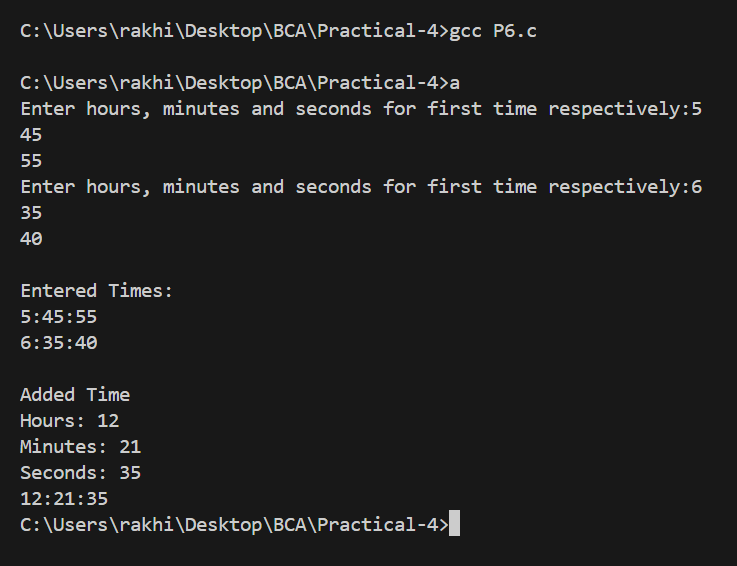 C:\Users\rakhi\Desktop\BCA\Practical-4>gcc P6.c
C:\Users\rakhi\Desktop\BCA\Practical-4>a
Enter hours, minutes and seconds for first time respectively:5
45
55
Enter hours, minutes and seconds for first time respectively:6
35
40
Entered Times:
5:45:55
6:35:40
Added Time
Hours: 12
Minutes: 21
Seconds: 35
12:21:35
C:\Users\rakhi\Desktop\BCA\Practical-4>